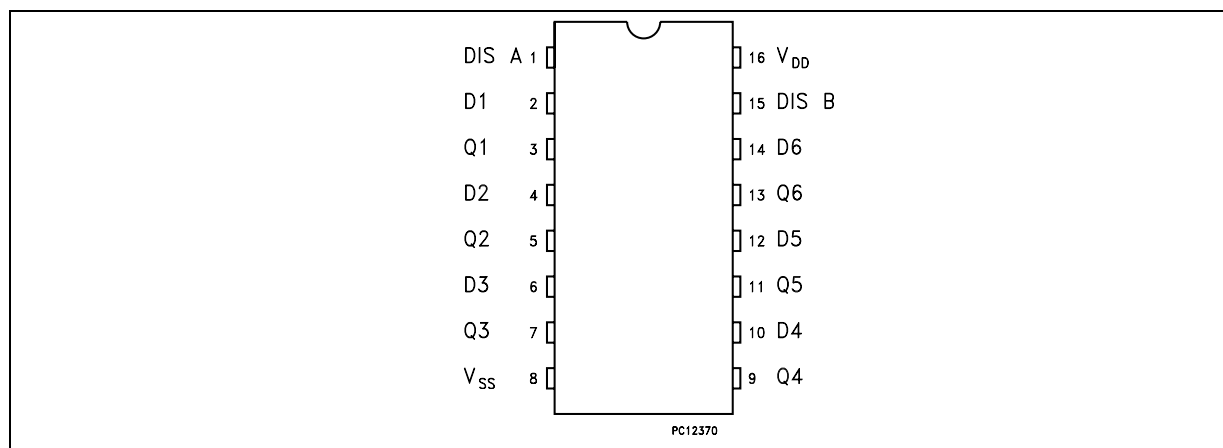 DIS A 1
16 VDD
D1 2
15 DIS B
Q1 3
14 D6
D2 4
13 Q6
Q2 5
12 D5
D3 6
11 Q5
Q3 7
10 D4
VSS 8
9 Q4
PC12370